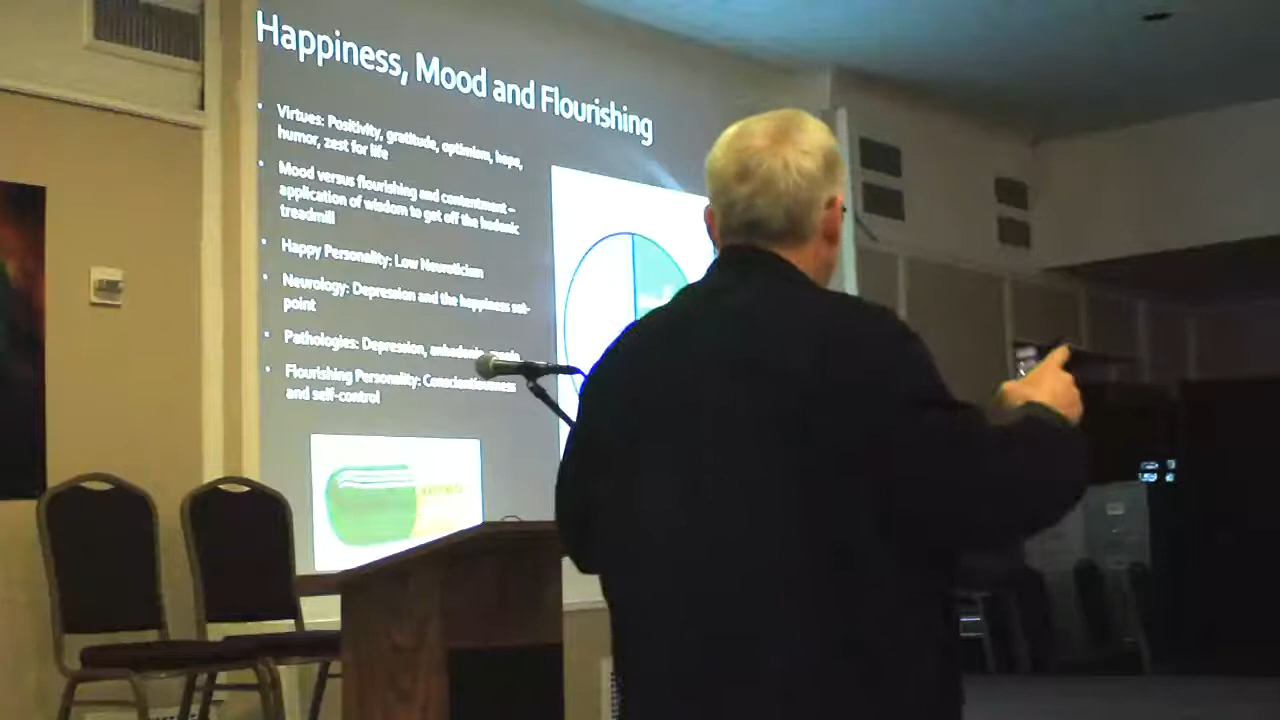 Happiness, Mood and Flourishing
• Virtues: Positivity, gratitude, optimism, hope,
humor, zest for life
• Mood versus flourishing and contentment –
application of wisdom to get off the hedonic
treadmill
• Happy Personality: Low Neuroticism
• Neurology: Depression and the happiness set-
point
• Pathologies: Depression,
• Flourishing Personality: Conscientiousness
and self-control